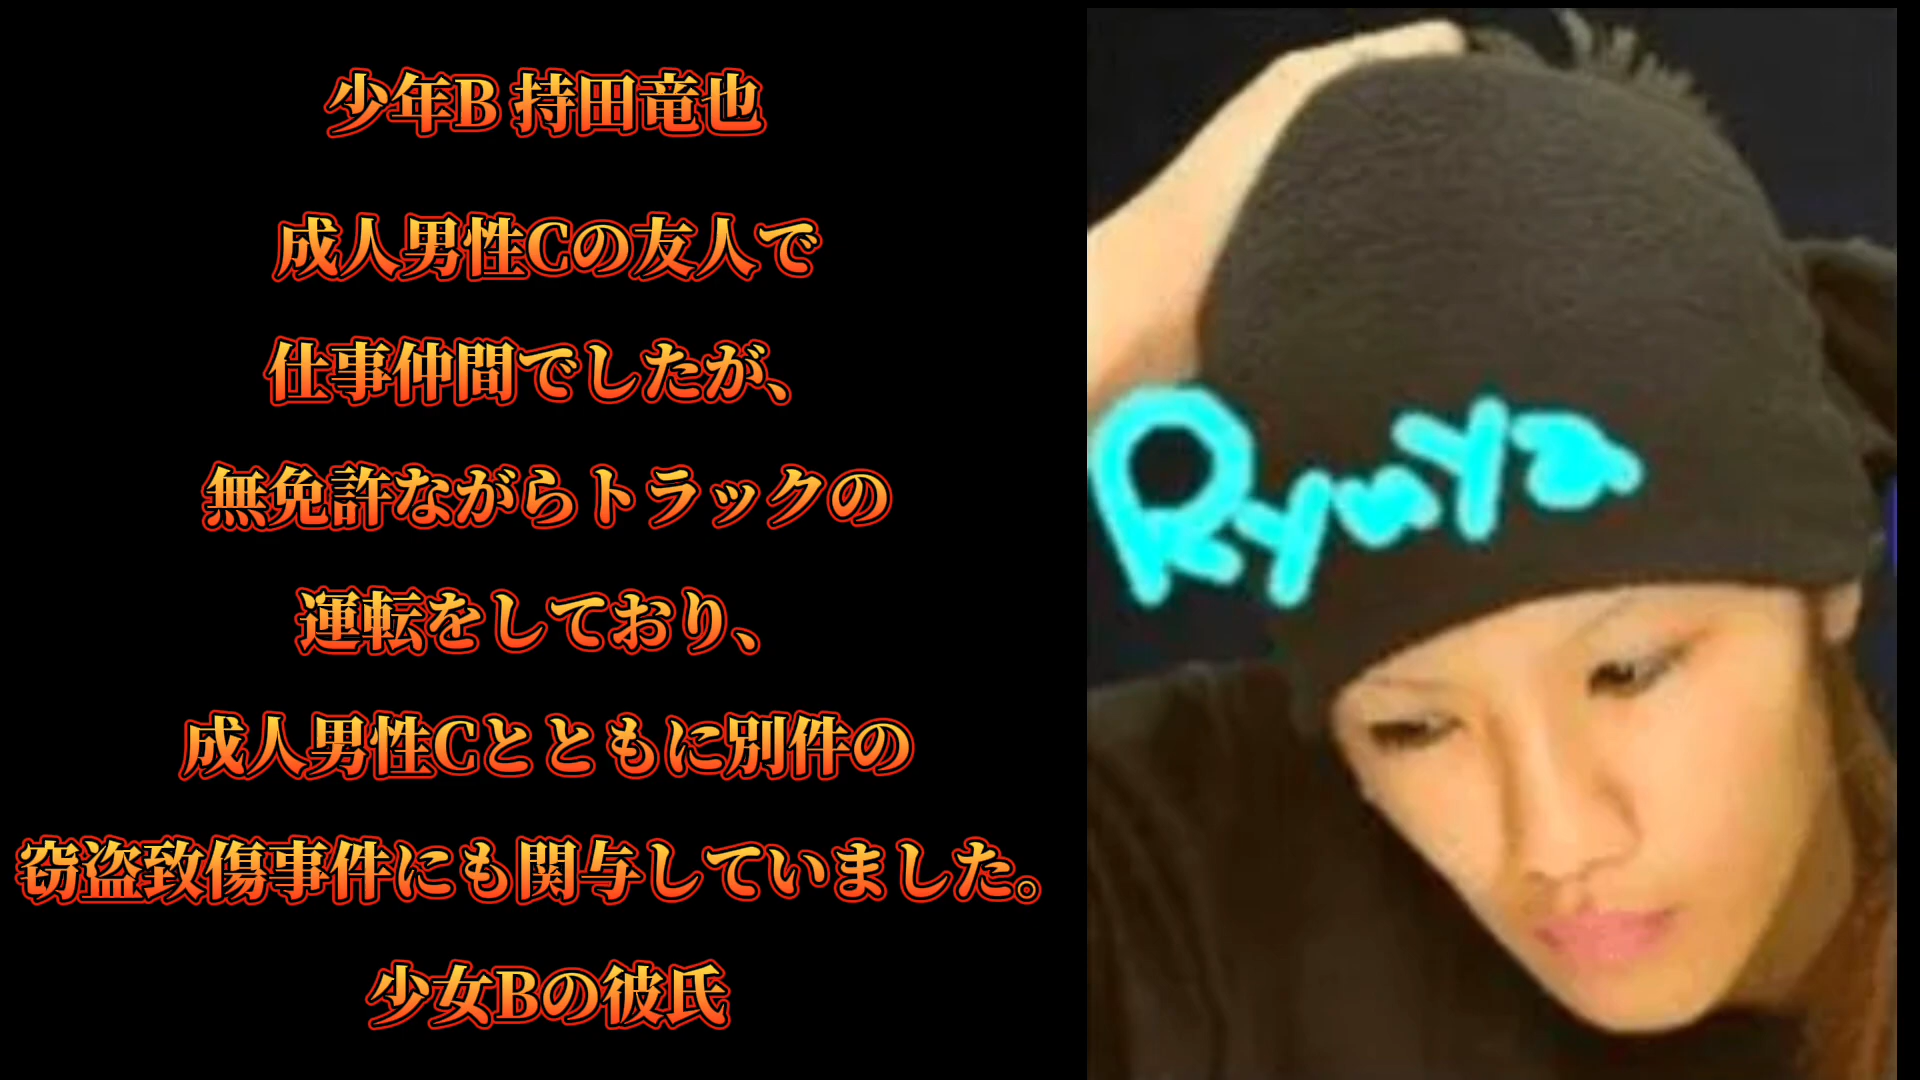 少年B 持田竜也
成人男性Cの友人で
仕事仲間でしたが、
無免許ながらトラックの
運転をしており、
成人男性Cとともに別件の
窃盗致傷事件にも関与していました。
少女Bの彼氏
Ryuya